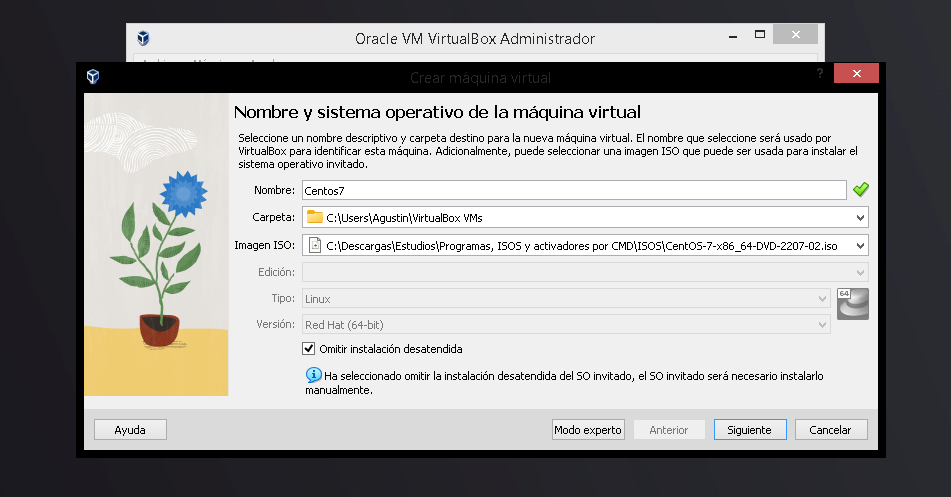 Oracle VM VirtualBox Administrador
Crear máquina virtual
?
Nombre y sistema operativo de la máquina virtual
Seleccione un nombre descriptivo y carpeta destino para la nueva máquina virtual. El nombre que seleccione será usado por
VirtualBox para identificar esta máquina. Adicionalmente, puede seleccionar una imagen ISO que puede ser usada para instalar el
sistema operativo invitado.
Nombre: Centos7
Carpeta: C:\Users\Agustin\VirtualBox VMs
Imagen ISO: C:\Descargas\Estudios\Programas, ISOS y activadores por CMD\ISOS\CentOS-7-x86_64-DVD-2207-02.iso
Edición:
Tipo: Linux
64
Versión: Red Hat (64-bit)
Omitir instalación desatendida
Ha seleccionado omitir la instalación desatendida del SO invitado, el SO invitado será necesario instalarlo
manualmente.
Ayuda Modo experto Anterior Siguiente Cancelar